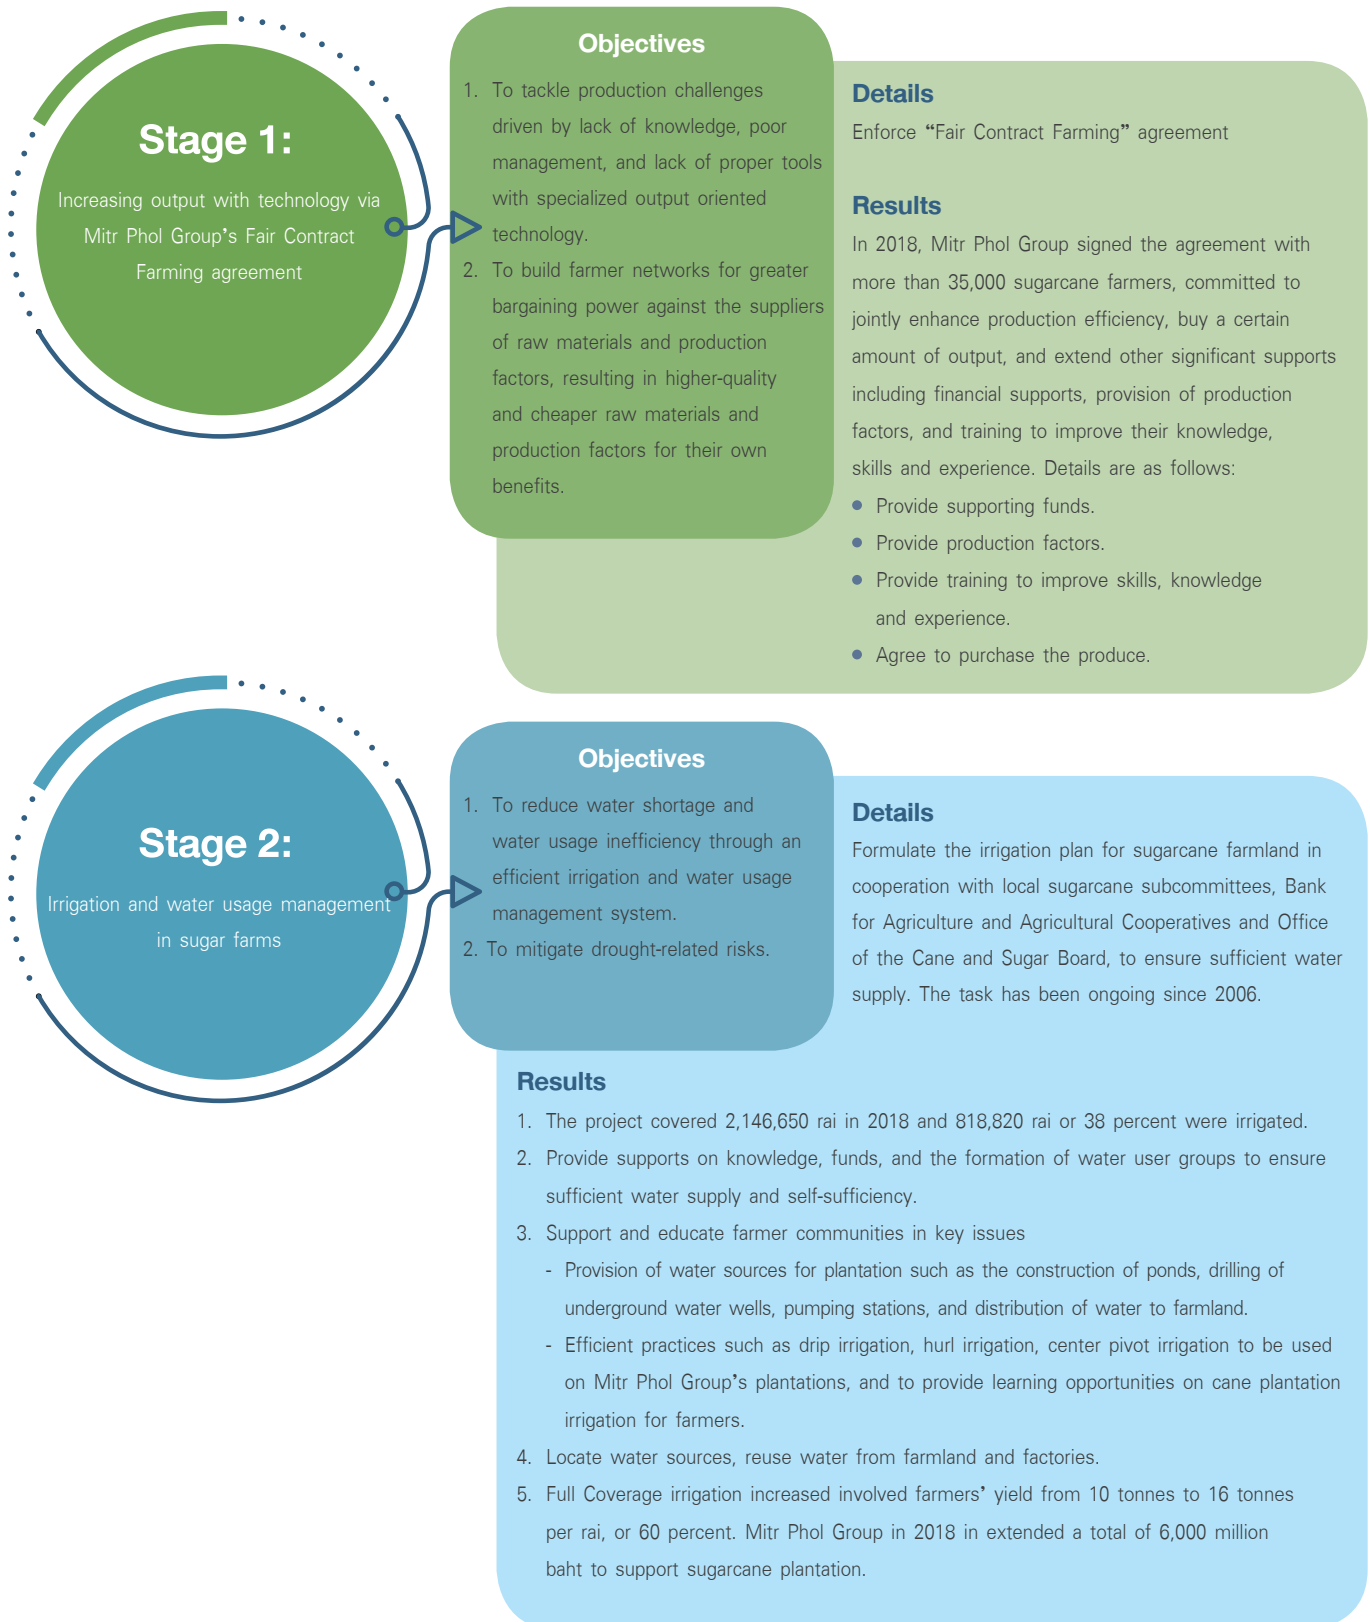 Stage 1:
Increasing output with technology via
Mitr Phol Group's Fair Contract
Farming agreement
Objectives
1. To tackle production challenges
driven by lack of knowledge, poor
management, and lack of proper tools
with specialized output oriented
technology.
2. To build farmer networks for greater
bargaining power against the suppliers
of raw materials and production
factors, resulting in higher-quality
and cheaper raw materials and
production factors for their own
benefits.
Details
Enforce “Fair Contract Farming” agreement
Results
In 2018, Mitr Phol Group signed the agreement with
more than 35,000 sugarcane farmers, committed to
jointly enhance production efficiency, buy a certain
amount of output, and extend other significant supports
including financial supports, provision of production
factors, and training to improve their knowledge,
skills and experience. Details are as follows:
• Provide supporting funds.
• Provide production factors.
• Provide training to improve skills, knowledge
and experience.
• Agree to purchase the produce.
Stage 2:
Irrigation and water usage management
in sugar farms
Objectives
1. To reduce water shortage and
water usage inefficiency through an
efficient irrigation and water usage
management system.
2. To mitigate drought-related risks.
Details
Formulate the irrigation plan for sugarcane farmland in
cooperation with local sugarcane subcommittees, Bank
for Agriculture and Agricultural Cooperatives and Office
of the Cane and Sugar Board, to ensure sufficient water
supply. The task has been ongoing since 2006.
Results
1. The project covered 2,146,650 rai in 2018 and 818,820 rai or 38 percent were irrigated.
2. Provide supports on knowledge, funds, and the formation of water user groups to ensure
sufficient water supply and self-sufficiency.
3. Support and educate farmer communities in key issues
- Provision of water sources for plantation such as the construction of ponds, drilling of
underground water wells, pumping stations, and distribution of water to farmland.
- Efficient practices such as drip irrigation, hurl irrigation, center pivot irrigation to be used
on Mitr Phol Group's plantations, and to provide learning opportunities on cane plantation
irrigation for farmers.
4. Locate water sources, reuse water from farmland and factories.
5. Full Coverage irrigation increased involved farmers' yield from 10 tonnes to 16 tonnes
per rai, or 60 percent. Mitr Phol Group in 2018 in extended a total of 6,000 million
baht to support sugarcane plantation.